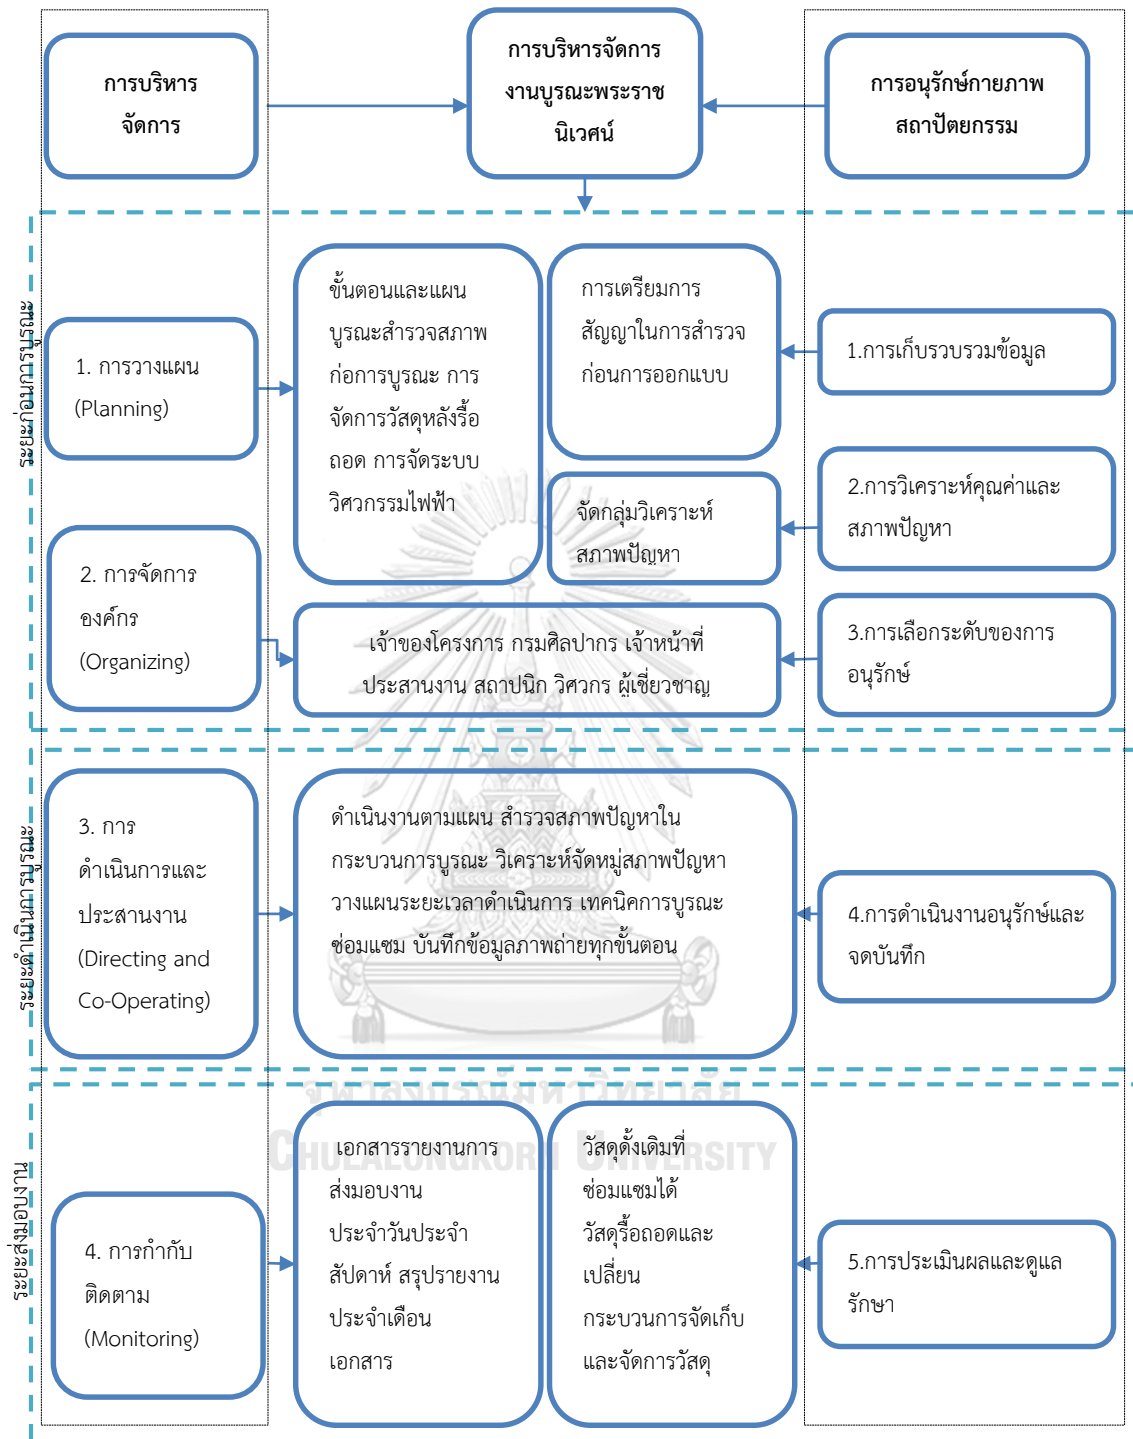 การบริหาร
จัดการ
การบริหารจัดการ
งานบูรณะพระราช
นิเวศน์
การอนุรักษ์กายภาพ
สถาปัตยกรรม
ระยะก่อนการบูรณะ
1. การวางแผน
(Planning)
ขั้นตอนและแผน
บูรณะสำรวจสภาพ
ก่อการบูรณะ การ
จัดการวัสดุหลังรื้อ
ถอด การจัดระบบ
วิศวกรรมไฟฟ้า
การเตรียมการ
สัญญาในการสำรวจ
ก่อนการออกแบบ
1.การเก็บรวบรวมข้อมูล
จัดกลุ่มวิเคราะห์
สภาพปัญหา
2.การวิเคราะห์คุณค่าและ
สภาพปัญหา
2. การจัดการ
องค์กร
(Organizing)
เจ้าของโครงการ กรมศิลปากร เจ้าหน้าที่
ประสานงาน สถาปนิก วิศวกร ผู้เชี่ยวชาญ
3.การเลือกระดับของการ
อนุรักษ์
ระยะดำเนินการบูรณะ
3. การ
ดำเนินการและ
ประสานงาน
(Directing and
Co-Operating)
ดำเนินงานตามแผน สำรวจสภาพปัญหาใน
กระบวนการบูรณะ วิเคราะห์จัดหมู่สภาพปัญหา
วางแผนระยะเวลาดำเนินการ เทคนิคการบูรณะ
ซ่อมแซม บันทึกข้อมูลภาพถ่ายทุกขั้นตอน
4.การดำเนินงานอนุรักษ์และ
จดบันทึก
จุฬาลงกรณ์มหาวิทยาลัย
CHULALONGKORN UNIVERSITY
ระยะส่งมอบงาน
4. การกำกับ
ติดตาม
(Monitoring)
เอกสารรายงานการ
ส่งมอบงาน
ประจำวันประจำ
สัปดาห์ สรุปรายงาน
ประจำเดือน
เอกสาร
วัสดุดั้งเดิมที่
ซ่อมแซมได้
วัสดุรื้อถอดและ
เปลี่ยน
กระบวนการจัดเก็บ
และจัดการวัสดุ
5.การประเมินผลและดูแล
รักษา